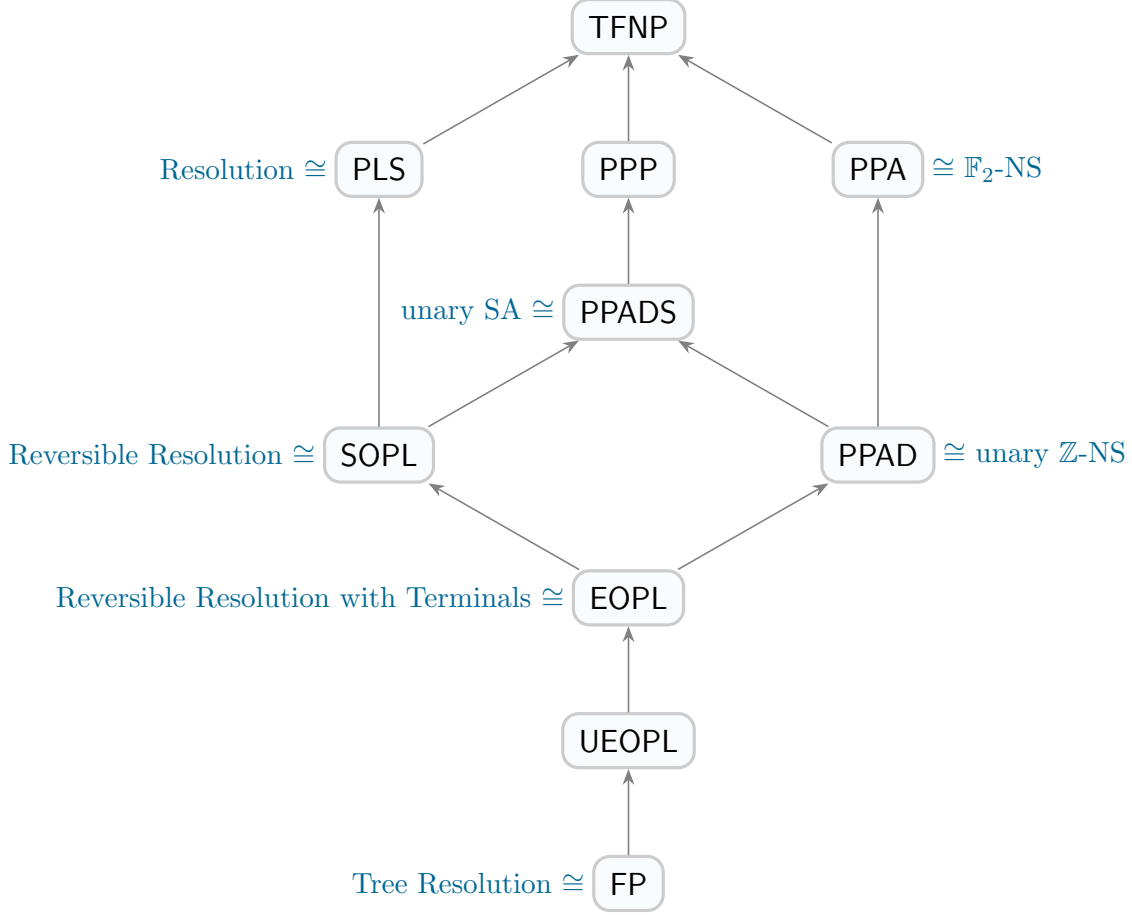 TFNP
Resolution ≅ PLS PPP PPA ≅ 𝔽₂-NS
unary SA ≅ PPADS
Reversible Resolution ≅ SOPL PPAD ≅ unary ℤ-NS
Reversible Resolution with Terminals ≅ EOPL
UEOPL
Tree Resolution ≅ FP